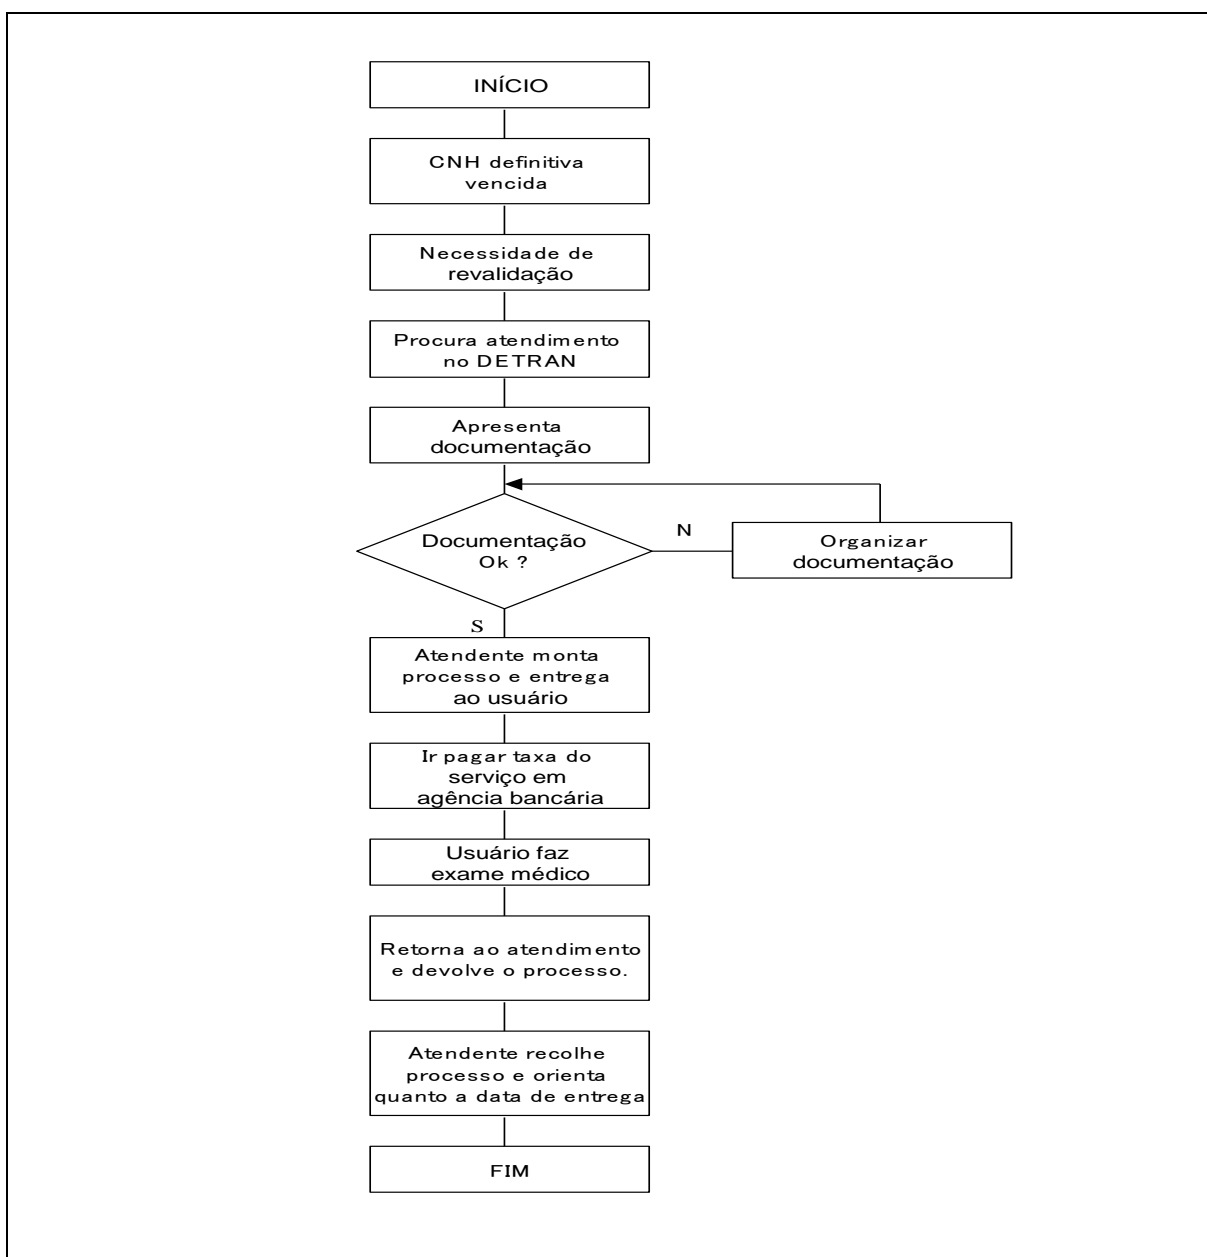 INÍCIO
CNH definitiva
vencida
Necessidade de
revalidação
Procura atendimento
no DETRAN
Apresenta
documentação
Documentação
Ok ?
N
Organizar
documentação
S
Atendente monta
processo e entrega
ao usuário
Ir pagar taxa do
serviço em
agência bancária
Usuário faz
exame médico
Retorna ao atendimento
e devolve o processo.
Atendente recolhe
processo e orienta
quanto a data de entrega
FIM